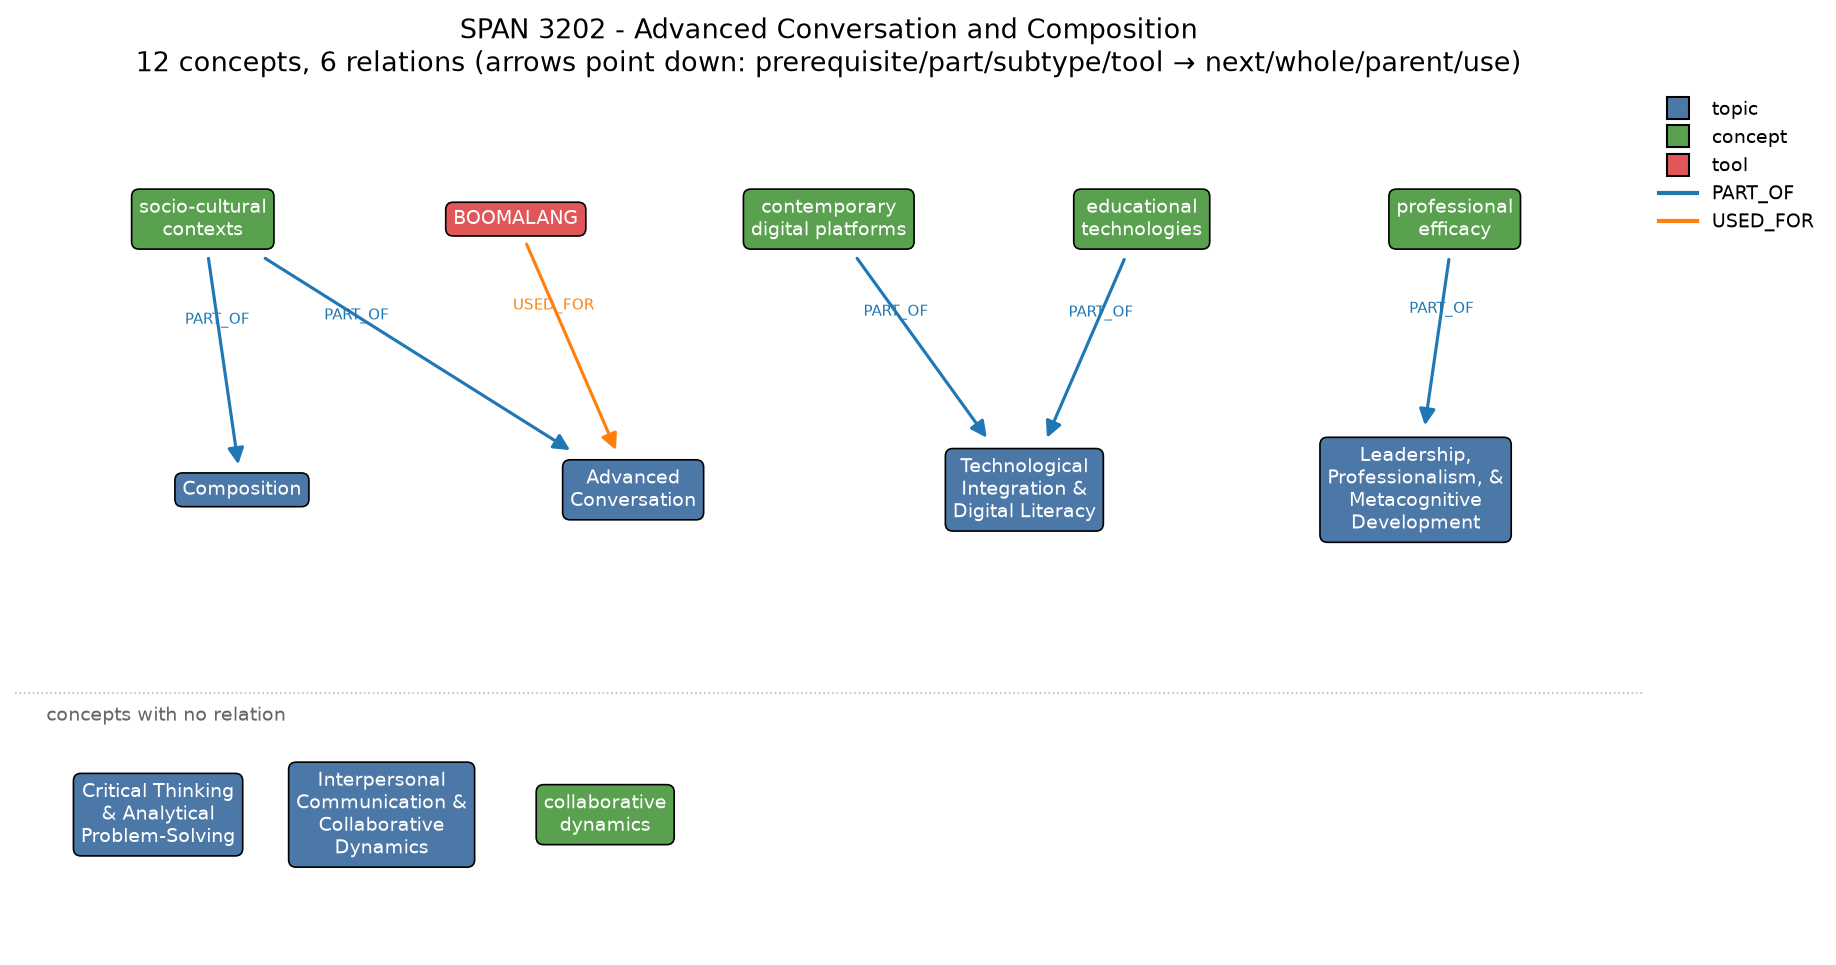 SPAN 3202 - Advanced Conversation and Composition
12 concepts, 6 relations (arrows point down: prerequisite/part/subtype/tool → next/whole/parent/use)
topic
concept
tool
PART_OF
USED_FOR
socio-cultural
contexts
BOOMALANG
contemporary
digital platforms
educational
technologies
professional
efficacy
PART_OF
PART_OF
USED_FOR
PART_OF
PART_OF
PART_OF
Composition
Advanced
Conversation
Technological
Integration &
Digital Literacy
Leadership,
Professionalism, &
Metacognitive
Development
concepts with no relation
Critical Thinking
& Analytical
Problem-Solving
Interpersonal
Communication &
Collaborative
Dynamics
collaborative
dynamics